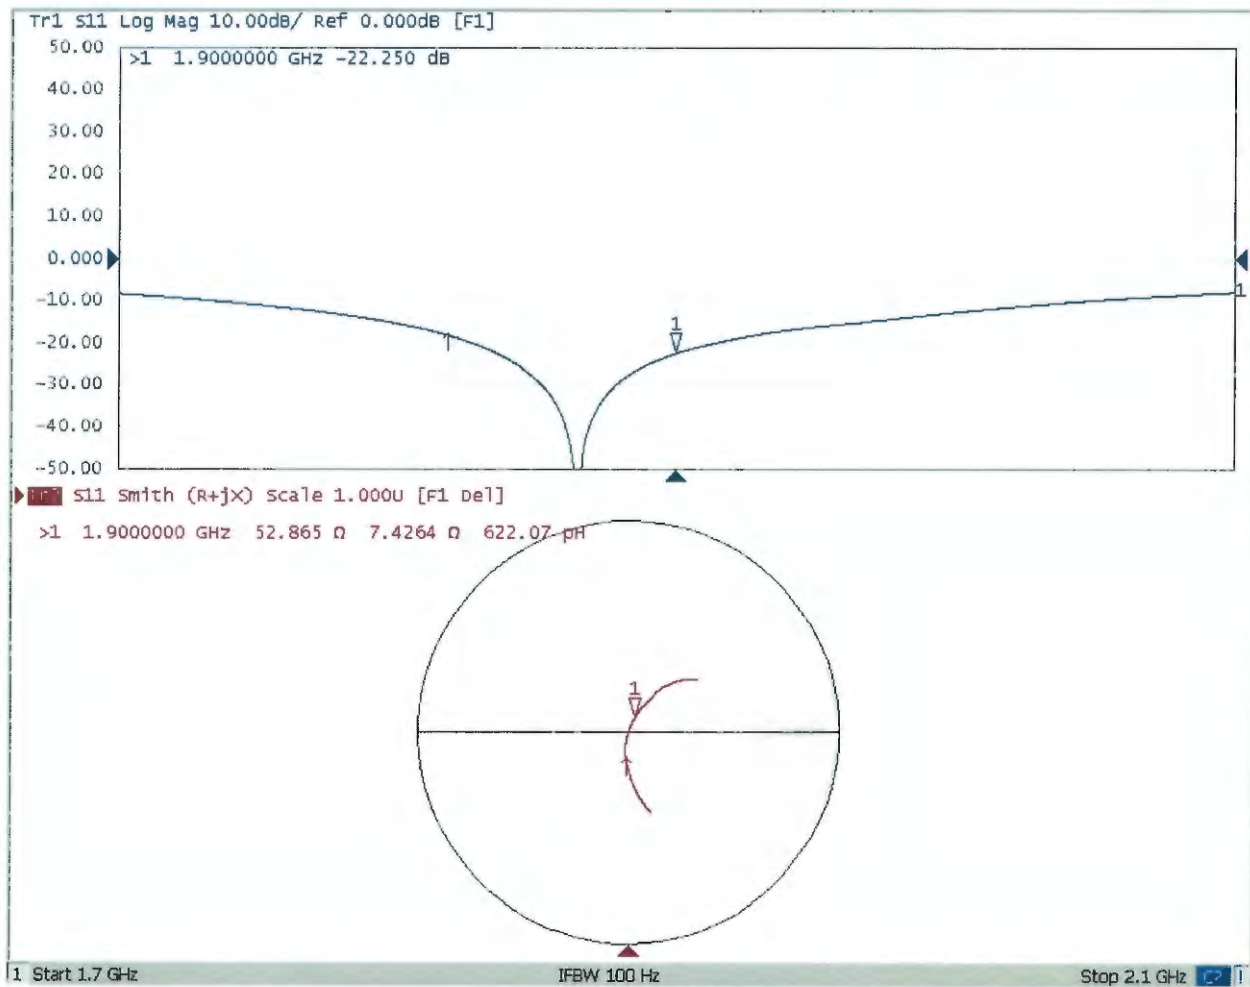 Tr1 S11 Log Mag 10.00dB/ Ref 0.000dB [F1]
50.00
>1 1.9000000 GHz -22.250 dB
40.00
30.00
20.00
10.00
0.000
-10.00
1
1
-20.00
-30.00
-40.00
-50.00
S11 Smith (R+jX) Scale 1.000U [F1 Del]
>1 1.9000000 GHz 52.865 Ω 7.4264 Ω 622.07 pH
1
1 Start 1.7 GHz IFBW 100 Hz Stop 2.1 GHz C?